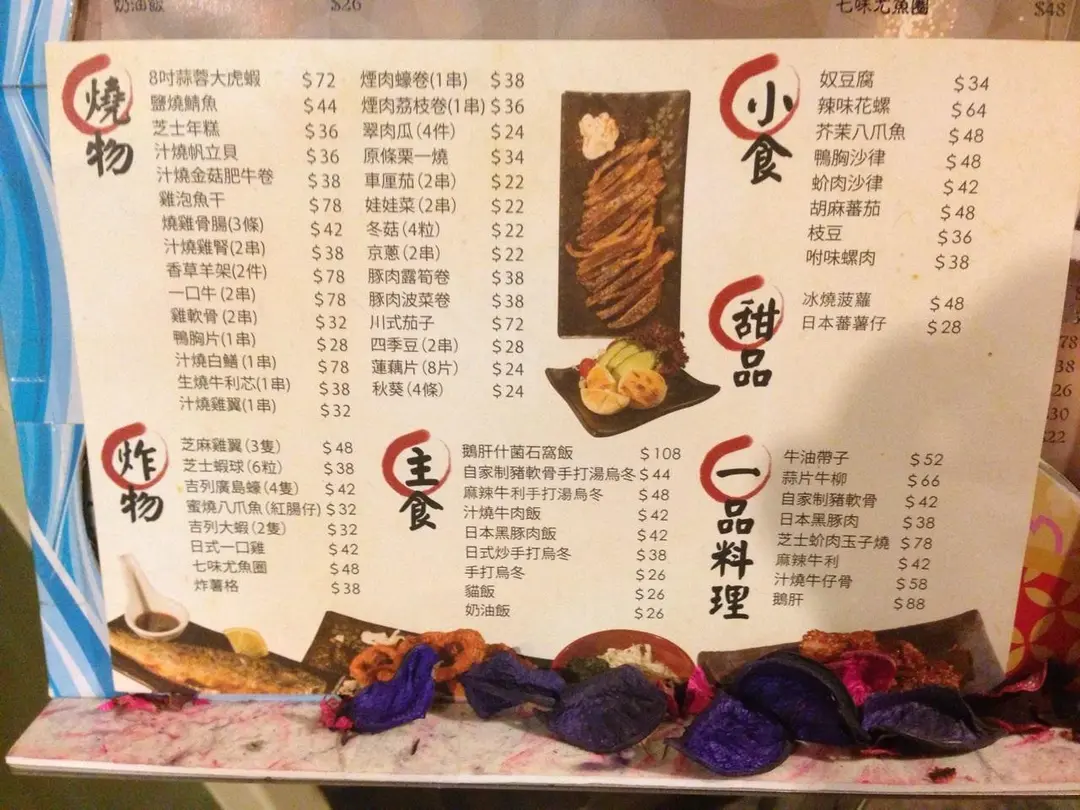 奶油飯 $26
七味尤魚圈 $48
燒物
8吋蒜蓉大虎蝦 $72
鹽燒鯖魚 $44
芝士年糕 $36
汁燒帆立貝 $36
汁燒金菇肥牛卷 $38
雞泡魚干 $78
燒雞骨腸(3條) $42
汁燒雞腎(2串) $38
香草羊架(2件) $78
一口牛(2串) $78
雞軟骨(2串) $32
鴨胸片(1串) $28
汁燒白鱔(1串) $78
生燒牛利芯(1串) $38
汁燒雞翼(1串) $32
煙肉蠔卷(1串) $38
煙肉荔枝卷(1串) $36
翠肉瓜(4件) $24
原條粟一燒 $34
車厘茄(2串) $22
娃娃菜(2串) $22
冬菇(4粒) $22
京蔥(2串) $22
豚肉露筍卷 $38
豚肉波菜卷 $38
川式茄子 $72
四季豆(2串) $28
蓮藕片(8片) $24
秋葵(4條) $24
小食
奴豆腐 $34
辣味花螺 $64
芥茉八爪魚 $48
鴨胸沙律 $48
蚧肉沙律 $42
胡麻蕃茄 $48
枝豆 $36
咐味螺肉 $38
甜品
冰燒菠蘿 $48
日本蕃薯仔 $28
炸物
芝麻雞翼(3隻) $48
芝士蝦球(6粒) $38
吉列廣島蠔(4隻) $42
蜜燒八爪魚(紅腸仔) $32
吉列大蝦(2隻) $32
日式一口雞 $42
七味尤魚圈 $48
炸薯格 $38
主食
鵝肝什菌石窩飯 $108
自家制豬軟骨手打湯烏冬 $44
麻辣牛利手打湯烏冬 $48
汁燒牛肉飯 $42
日本黑豚肉飯 $42
日式炒手打烏冬 $38
手打烏冬 $26
貓飯 $26
奶油飯 $26
一品料理
牛油帶子 $52
蒜片牛柳 $66
自家制豬軟骨 $42
日本黑豚肉 $38
芝士蚧肉玉子燒 $78
麻辣牛利 $42
汁燒牛仔骨 $58
鵝肝 $88